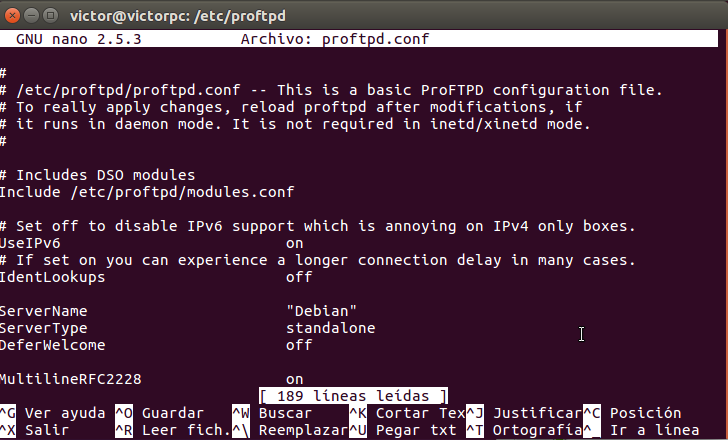 victor@victorpc: /etc/proftpd
GNU nano 2.5.3 Archivo: proftpd.conf
#
# /etc/proftpd/proftpd.conf -- This is a basic ProFTPD configuration file.
# To really apply changes, reload proftpd after modifications, if
# it runs in daemon mode. It is not required in inetd/xinetd mode.
#
# Includes DSO modules
Include /etc/proftpd/modules.conf
# Set off to disable IPv6 support which is annoying on IPv4 only boxes.
UseIPv6 on
# If set on you can experience a longer connection delay in many cases.
IdentLookups off
ServerName "Debian"
ServerType standalone
DeferWelcome off
MultilineRFC2228 on
[ 189 líneas leídas ]
^G Ver ayuda ^O Guardar ^W Buscar ^K Cortar Tex^J Justificar^C Posición
^X Salir ^R Leer fich.^\ Reemplazar^U Pegar txt ^T Ortografía^_ Ir a línea